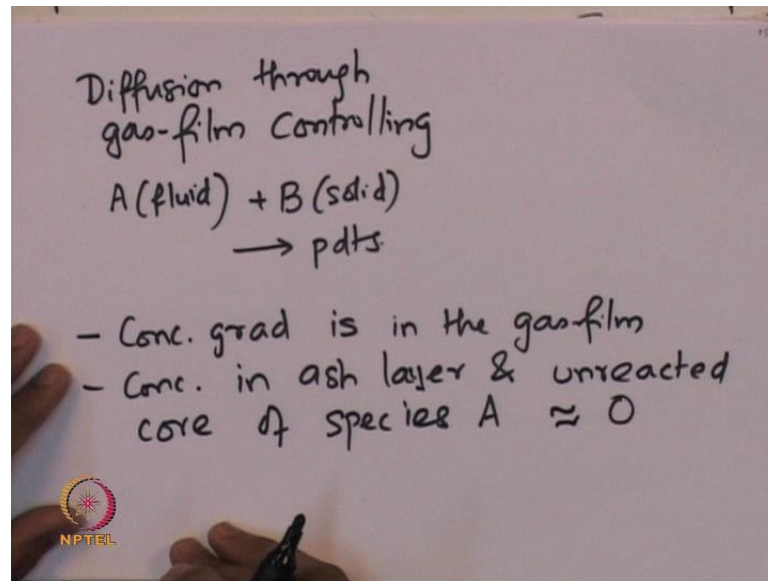 Diffusion through
gas-film Controlling
A (fluid) + B (solid)
→ pdts.
- Conc. grad is in the gas-film
- Conc. in ash layer & unreacted
core of species A ≈ 0
NPTEL